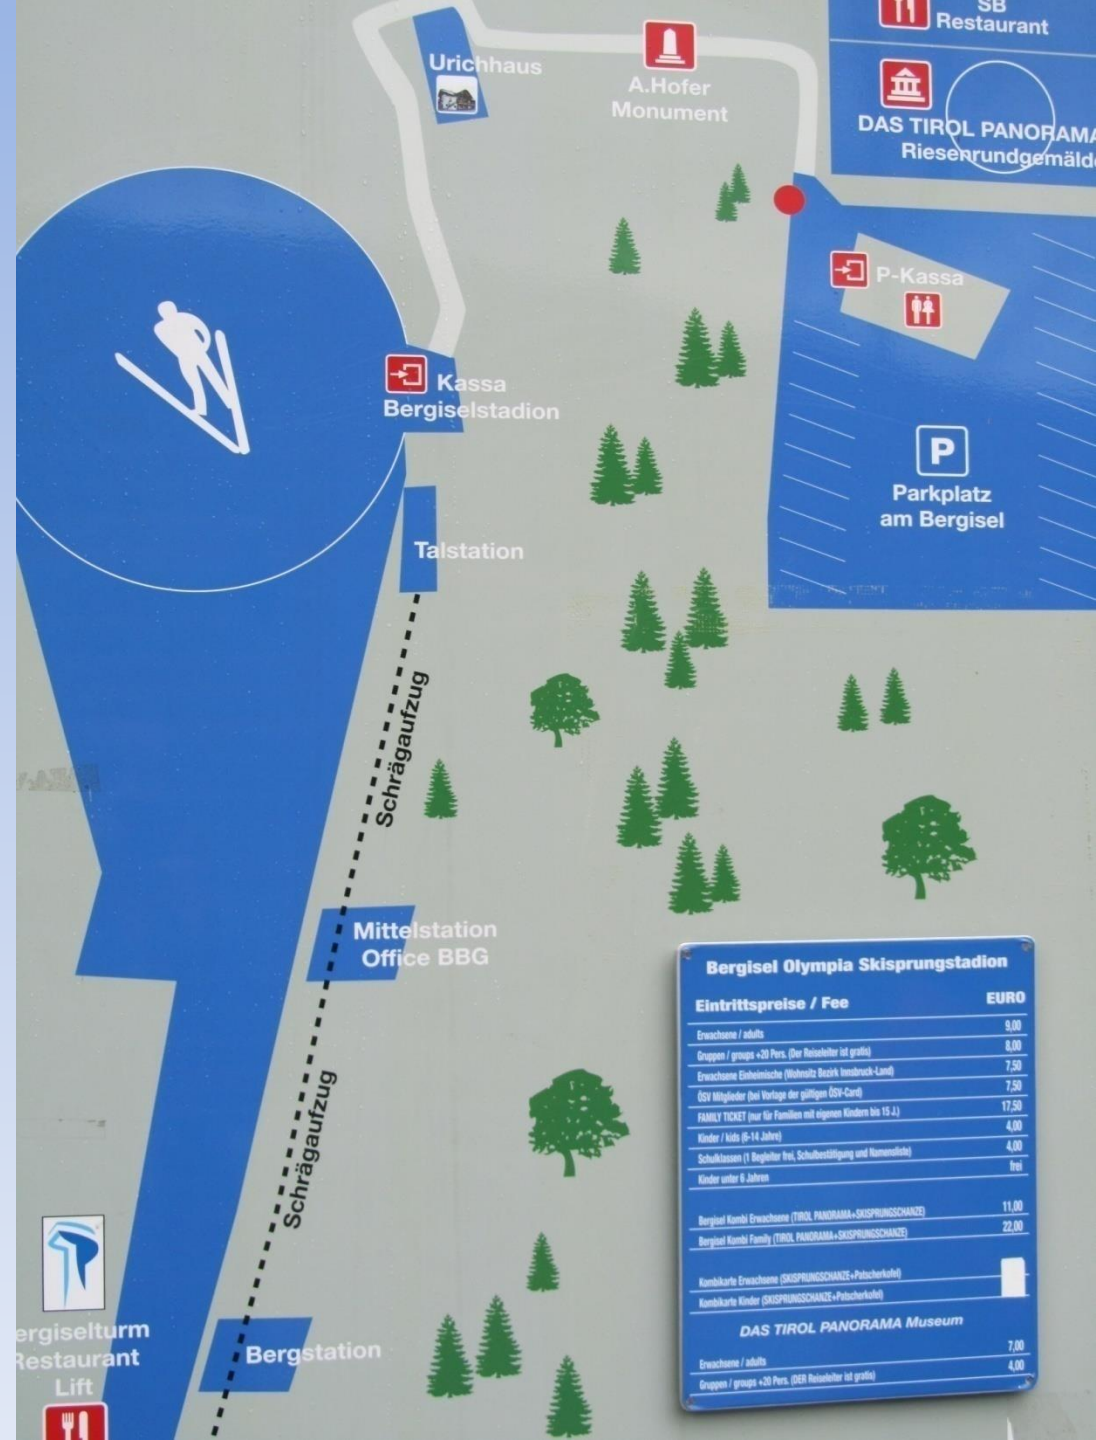 SB
Restaurant
DAS TIROL PANORAMA
Riesenrundgemälde
Urichhaus
A.Hofer
Monument
P-Kassa
Kassa
Bergiselstadion
P
Parkplatz
am Bergisel
Talstation
Schrägaufzug
Mittelstation
Office BBG
Schrägaufzug
ergiselturm
Restaurant
Lift
Bergstation
Bergisel Olympia Skisprungstadion
Eintrittspreise / Fee EURO
Erwachsene / adults 9,00
Gruppen / groups +20 Pers. (Der Reiseleiter ist gratis) 8,00
Erwachsene Einheimische (Wohnsitz Bezirk Innsbruck-Land) 7,50
ÖSV Mitglieder (bei Vorlage der gültigen ÖSV-Card) 7,50
FAMILY TICKET (nur für Familien mit eigenen Kindern bis 15 J.) 17,50
Kinder / kids (6-14 Jahre) 4,00
Schulklassen (1 Begleiter frei, Schulbestätigung und Namensliste) 4,00
Kinder unter 6 Jahren frei
Bergisel Kombi Erwachsene (TIROL PANORAMA+SKISPRUNGSCHANZE) 11,00
Bergisel Kombi Family (TIROL PANORAMA+SKISPRUNGSCHANZE) 22,00
Kombikarte Erwachsene (SKISPRUNGSCHANZE+Patscherkofel)
Kombikarte Kinder (SKISPRUNGSCHANZE+Patscherkofel)
DAS TIROL PANORAMA Museum
Erwachsene / adults 7,00
Gruppen / groups +20 Pers. (DER Reiseleiter ist gratis) 4,00